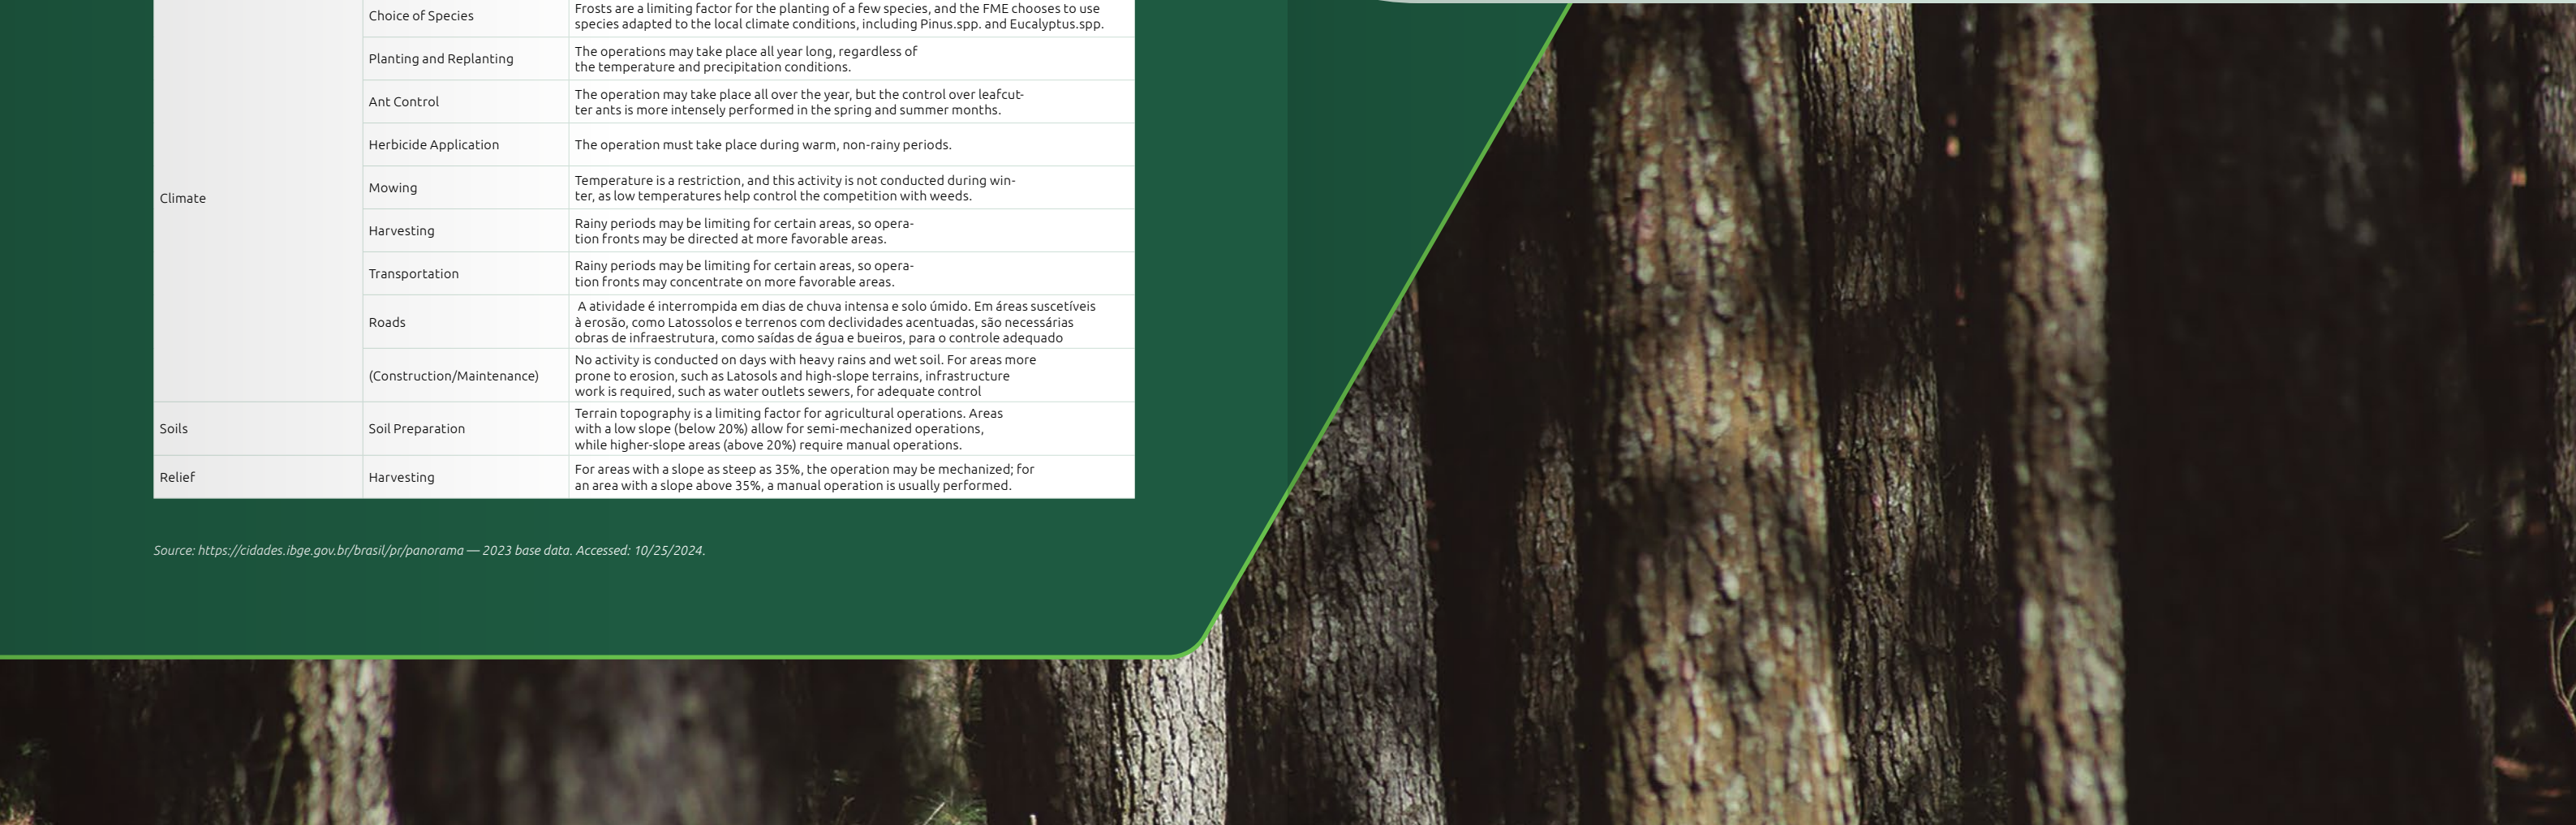 Choice of Species
Frosts are a limiting factor for the planting of a few species, and the FME chooses to use
species adapted to the local climate conditions, including Pinus.spp. and Eucalyptus.spp.
Planting and Replanting
The operations may take place all year long, regardless of
the temperature and precipitation conditions.
Ant Control
The operation may take place all over the year, but the control over leafcut-
ter ants is more intensely performed in the spring and summer months.
Herbicide Application
The operation must take place during warm, non-rainy periods.
Climate
Mowing
Temperature is a restriction, and this activity is not conducted during win-
ter, as low temperatures help control the competition with weeds.
Harvesting
Rainy periods may be limiting for certain areas, so opera-
tion fronts may be directed at more favorable areas.
Transportation
Rainy periods may be limiting for certain areas, so opera-
tion fronts may concentrate on more favorable areas.
Roads
A atividade é interrompida em dias de chuva intensa e solo úmido. Em áreas suscetíveis
à erosão, como Latossolos e terrenos com declividades acentuadas, são necessárias
obras de infraestrutura, como saídas de água e bueiros, para o controle adequado
(Construction/Maintenance)
No activity is conducted on days with heavy rains and wet soil. For areas more
prone to erosion, such as Latosols and high-slope terrains, infrastructure
work is required, such as water outlets sewers, for adequate control
Soils
Soil Preparation
Terrain topography is a limiting factor for agricultural operations. Areas
with a low slope (below 20%) allow for semi-mechanized operations,
while higher-slope areas (above 20%) require manual operations.
Relief
Harvesting
For areas with a slope as steep as 35%, the operation may be mechanized; for
an area with a slope above 35%, a manual operation is usually performed.
Source: https://cidades.ibge.gov.br/brasil/pr/panorama — 2023 base data. Accessed: 10/25/2024.